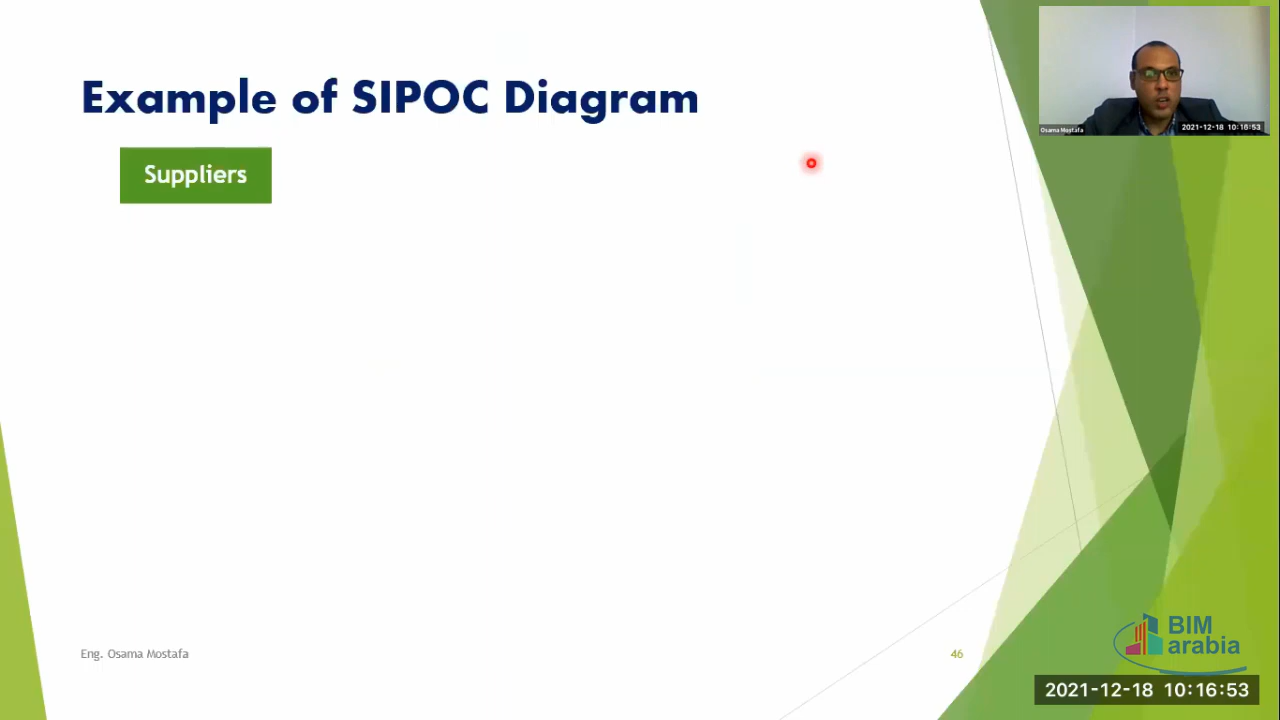 Example of SIPOC Diagram
Suppliers
Osama Mostafa
2021-12-18 10:16:53
Eng. Osama Mostafa
46
BIM
arabia
2021-12-18 10:16:53